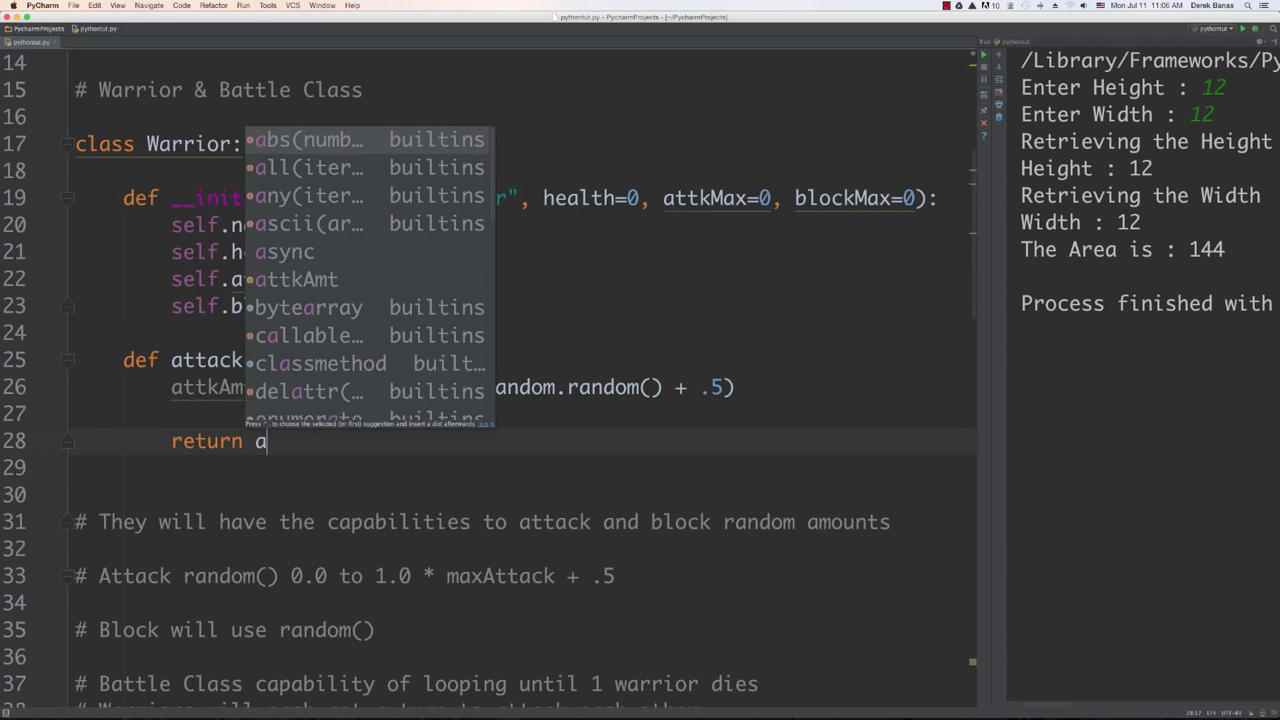 PyCharm File Edit View Navigate Code Refactor Run Tools VCS Window Help
10 Mon Jul 11 11:06 AM Derek Banas
pythontut.py - PyCharmProjects - [~/PycharmProjects]
PycharmProjects pythontut.py
pythontut
pythontut.py
Run pythontut
14
15 # Warrior & Battle Class
16
17 class Warrior:
18
19 def __init r", health=0, attkMax=0, blockMax=0):
20 self.n
21 self.h
22 self.a
23 self.b
24
25 def attack
26 attkAm andom.random() + .5)
27
28 return a
29
30
31 # They will have the capabilities to attack and block random amounts
32
33 # Attack random() 0.0 to 1.0 * maxAttack + .5
34
35 # Block will use random()
36
37 # Battle Class capability of looping until 1 warrior dies
abs(numb… builtins
all(iter… builtins
any(iter… builtins
ascii(ar… builtins
async
attkAmt
bytearray builtins
callable… builtins
classmethod built…
delattr(… builtins
enumerate builtins
Press ^. to choose the selected (or first) suggestion and insert a dot afterwards >>
/Library/Frameworks/Py
Enter Height : 12
Enter Width : 12
Retrieving the Height
Height : 12
Retrieving the Width
Width : 12
The Area is : 144
Process finished with
28:17 LF UTF-8